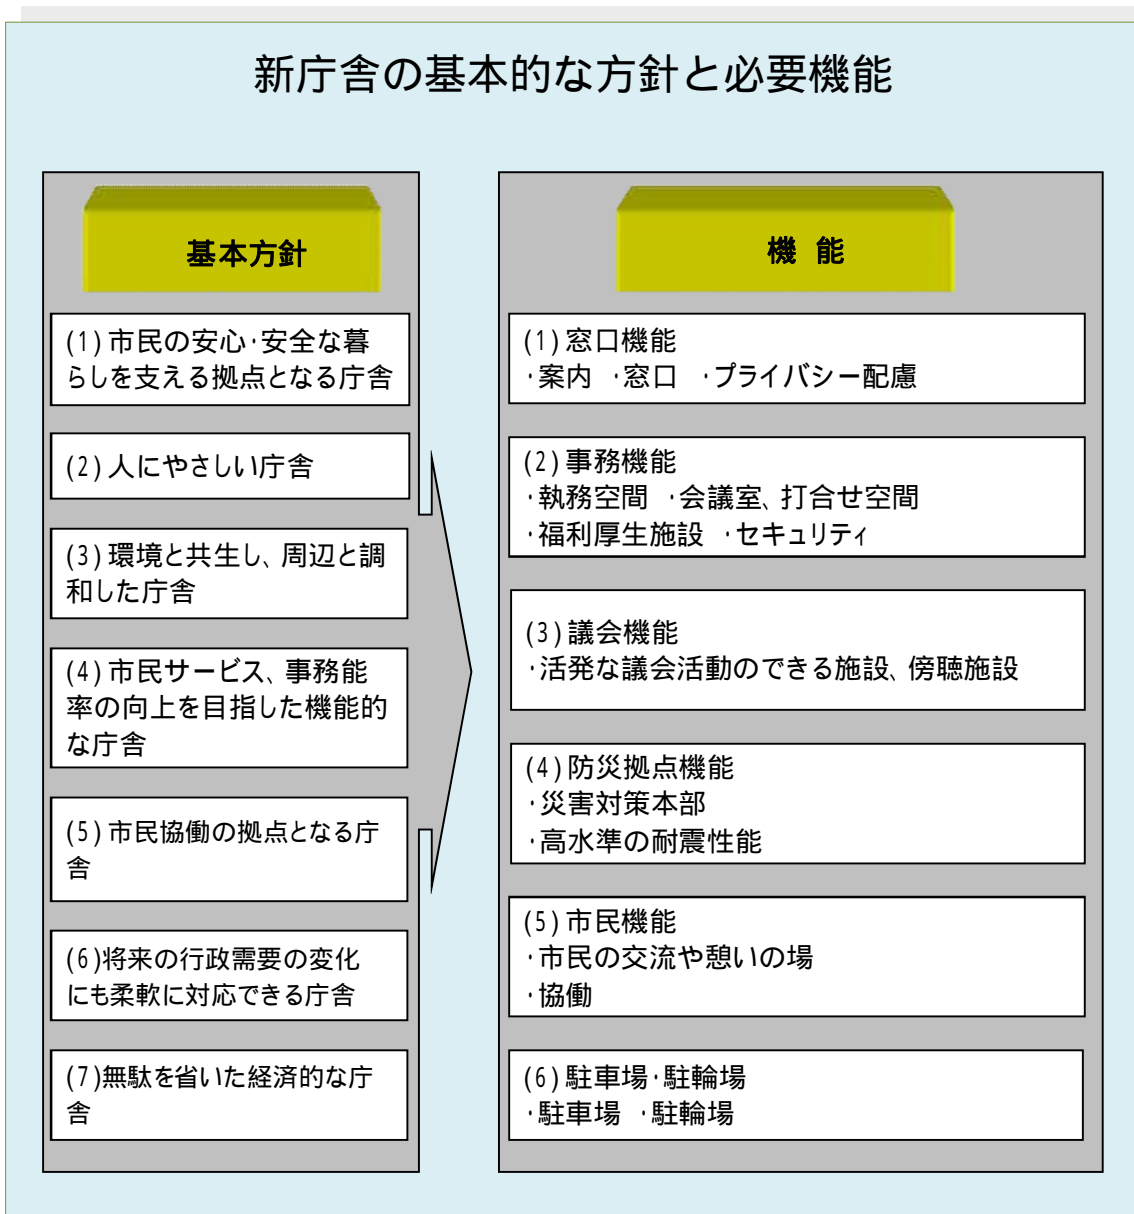 新庁舎の基本的な方針と必要機能
基本方針
(1)市民の安心・安全な暮
らしを支える拠点となる庁舎
(2)人にやさしい庁舎
(3)環境と共生し、周辺と調
和した庁舎
(4)市民サービス、事務能
率の向上を目指した機能的
な庁舎
(5)市民協働の拠点となる庁
舎
(6)将来の行政需要の変化
にも柔軟に対応できる庁舎
(7)無駄を省いた経済的な庁
舎
機 能
(1)窓口機能
・案内 ・窓口 ・プライバシー配慮
(2)事務機能
・執務空間 ・会議室、打合せ空間
・福利厚生施設 ・セキュリティ
(3)議会機能
・活発な議会活動のできる施設、傍聴施設
(4)防災拠点機能
・災害対策本部
・高水準の耐震性能
(5)市民機能
・市民の交流や憩いの場
・協働
(6)駐車場・駐輪場
・駐車場 ・駐輪場